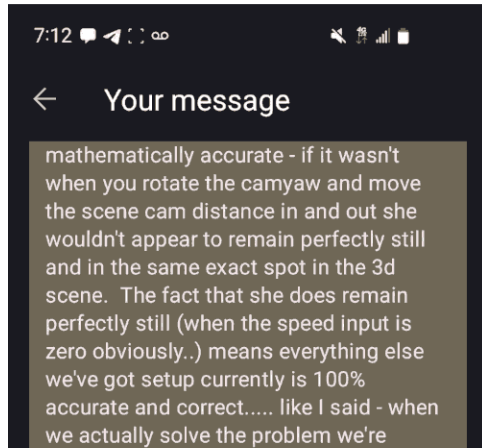 7:12
Your message
mathematically accurate - if it wasn't
when you rotate the camyaw and move
the scene cam distance in and out she
wouldn't appear to remain perfectly still
and in the same exact spot in the 3d
scene.  The fact that she does remain
perfectly still (when the speed input is
zero obviously..) means everything else
we've got setup currently is 100%
accurate and correct..... like I said - when
we actually solve the problem we're